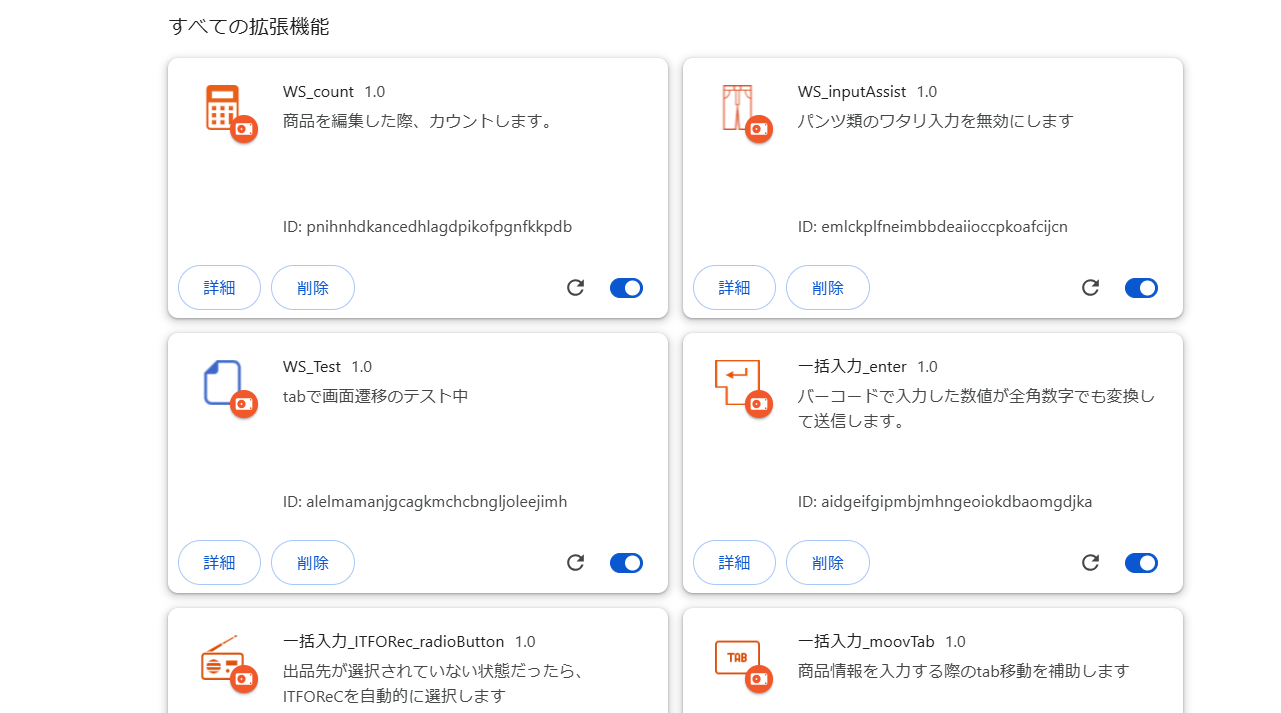 すべての拡張機能
WS_count 1.0
商品を編集した際、カウントします。
ID: pnihnhdkancedhlagdpikofpgnfkkpdb
詳細 削除
WS_inputAssist 1.0
パンツ類のワタリ入力を無効にします
ID: emlckplfneimbbdeaiioccpkoafcijcn
詳細 削除
WS_Test 1.0
tabで画面遷移のテスト中
ID: alelmamanjgcagkmchcbngljoleejimh
詳細 削除
一括入力_enter 1.0
バーコードで入力した数値が全角数字でも変換し
て送信します。
ID: aidgeifgipmbjmhngeoiokdbaomgdjka
詳細 削除
一括入力_ITFORec_radioButton 1.0
出品先が選択されていない状態だったら、
ITFOReCを自動的に選択します
TAB
一括入力_moovTab 1.0
商品情報を入力する際のtab移動を補助します